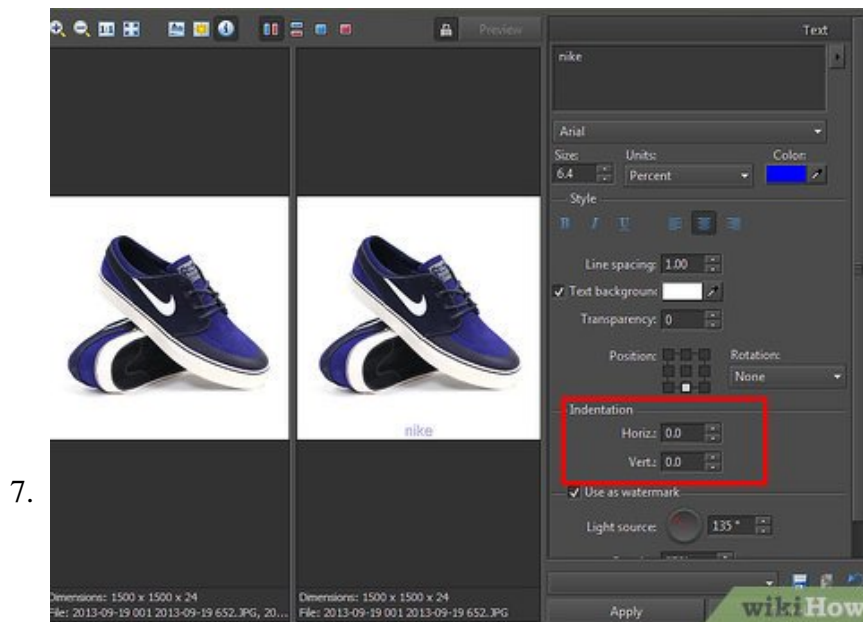 Preview
Text
nike
Arial
Size:
Units:
Color:
6.4
Percent
Style
B I U
Line spacing: 1.00
Text backgroun
Transparency: 0
Position:
Rotation:
None
Indentation
Horiz.: 0.0
Vert.: 0.0
Use as watermark
Light source:
135 °
nike
7.
Dimensions: 1500 x 1500 x 24
File: 2013-09-19 001 2013-09-19 652.JPG, 20...
Dimensions: 1500 x 1500 x 24
File: 2013-09-19 001 2013-09-19 652.JPG
Apply
wikiHow